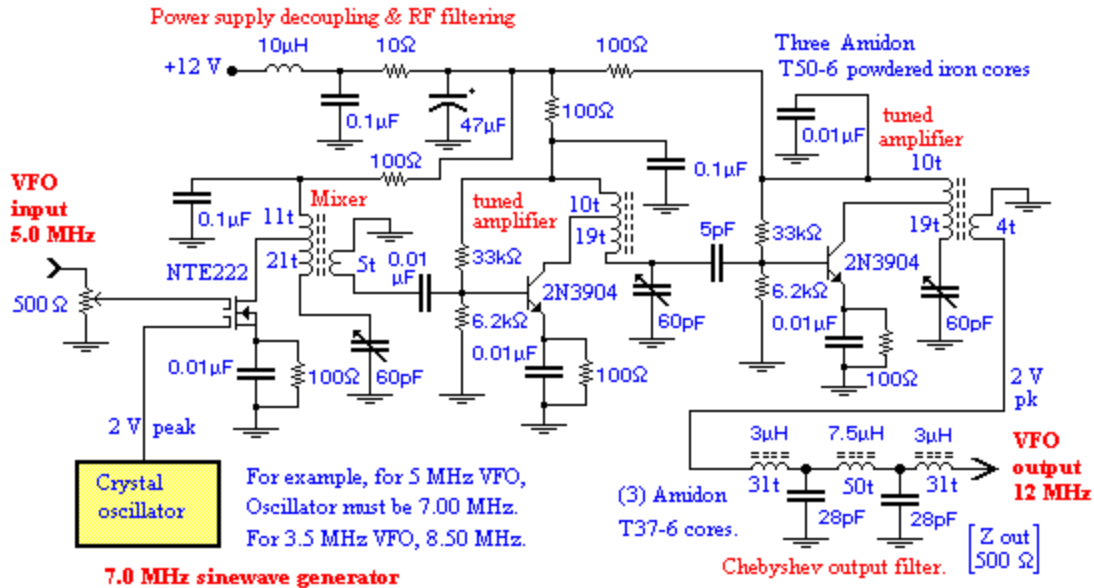 Power supply decoupling & RF filtering
10µH
10Ω
100Ω
Three Amidon
T50-6 powdered iron cores
+12 V
0.1µF
47µF
+
100Ω
0.01µF
tuned
amplifier
100Ω
0.1µF
10t
VFO
input
5.0 MHz
0.1µF
Mixer
11t
21t
5t
0.01
µF
tuned
amplifier
10t
19t
5pF
33kΩ
19t
4t
NTE222
33kΩ
2N3904
2N3904
500 Ω
6.2kΩ
60pF
6.2kΩ
60pF
0.01µF
100Ω
60pF
0.01µF
100Ω
0.01µF
100Ω
2 V
pk
2 V peak
Crystal
oscillator
For example, for 5 MHz VFO,
Oscillator must be 7.00 MHz.
For 3.5 MHz VFO, 8.50 MHz.
3µH
7.5µH
3µH
31t
50t
31t
28pF
28pF
(3) Amidon
T37-6 cores.
VFO
output
12 MHz
Z out
500 Ω
Chebyshev output filter.
7.0 MHz sinewave generator